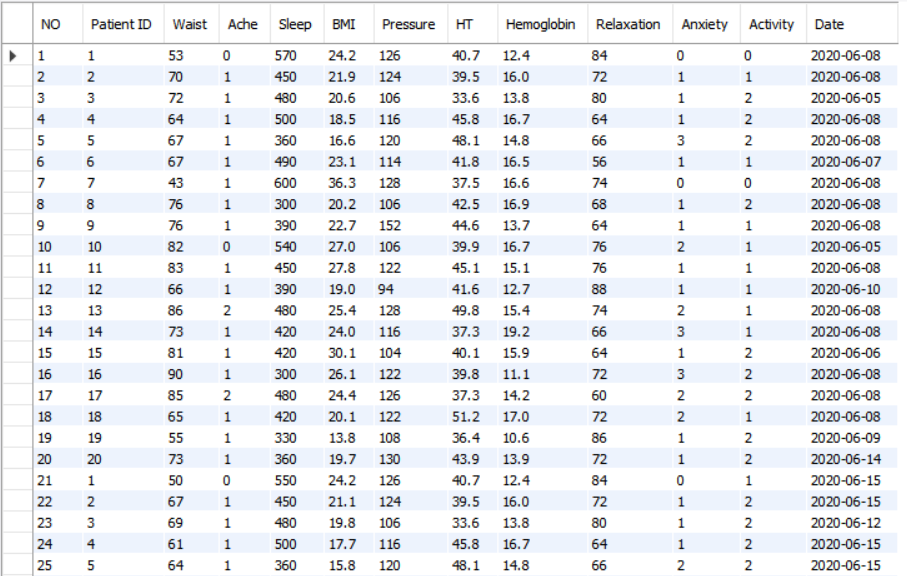 NO Patient ID Waist Ache Sleep BMI Pressure HT Hemoglobin Relaxation Anxiety Activity Date
1 1 53 0 570 24.2 126 40.7 12.4 84 0 0 2020-06-08
2 2 70 1 450 21.9 124 39.5 16.0 72 1 1 2020-06-08
3 3 72 1 480 20.6 106 33.6 13.8 80 1 2 2020-06-05
4 4 64 1 500 18.5 116 45.8 16.7 64 1 2 2020-06-08
5 5 67 1 360 16.6 120 48.1 14.8 66 3 2 2020-06-08
6 6 67 1 490 23.1 114 41.8 16.5 56 1 1 2020-06-07
7 7 43 1 600 36.3 128 37.5 16.6 74 0 0 2020-06-08
8 8 76 1 300 20.2 106 42.5 16.9 68 1 2 2020-06-08
9 9 76 1 390 22.7 152 44.6 13.7 64 1 1 2020-06-08
10 10 82 0 540 27.0 106 39.9 16.7 76 2 1 2020-06-05
11 11 83 1 450 27.8 122 45.1 15.1 76 1 1 2020-06-08
12 12 66 1 390 19.0 94 41.6 12.7 88 1 1 2020-06-10
13 13 86 2 480 25.4 128 49.8 15.4 74 2 1 2020-06-08
14 14 73 1 420 24.0 116 37.3 19.2 66 3 1 2020-06-08
15 15 81 1 420 30.1 104 40.1 15.9 64 1 2 2020-06-06
16 16 90 1 300 26.1 122 39.8 11.1 72 3 2 2020-06-08
17 17 85 2 480 24.4 126 37.3 14.2 60 2 2 2020-06-08
18 18 65 1 420 20.1 122 51.2 17.0 72 2 1 2020-06-08
19 19 55 1 330 13.8 108 36.4 10.6 86 1 2 2020-06-09
20 20 73 1 360 19.7 130 43.9 13.9 72 1 2 2020-06-14
21 1 50 0 550 24.2 126 40.7 12.4 84 0 1 2020-06-15
22 2 67 1 450 21.1 124 39.5 16.0 72 1 2 2020-06-15
23 3 69 1 480 19.8 106 33.6 13.8 80 1 2 2020-06-12
24 4 61 1 500 17.7 116 45.8 16.7 64 1 2 2020-06-15
25 5 64 1 360 15.8 120 48.1 14.8 66 2 2 2020-06-15